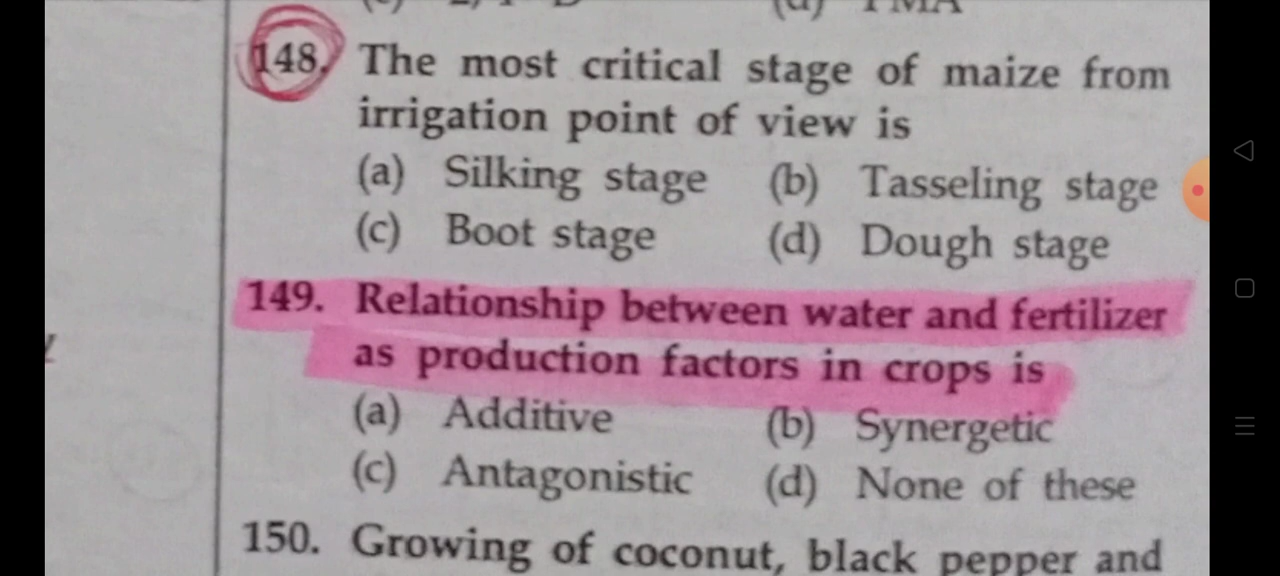 148. The most critical stage of maize from
irrigation point of view is
(a) Silking stage (b) Tasseling stage
(c) Boot stage (d) Dough stage
149. Relationship between water and fertilizer
as production factors in crops is
(a) Additive (b) Synergetic
(c) Antagonistic (d) None of these
150. Growing of coconut, black pepper and